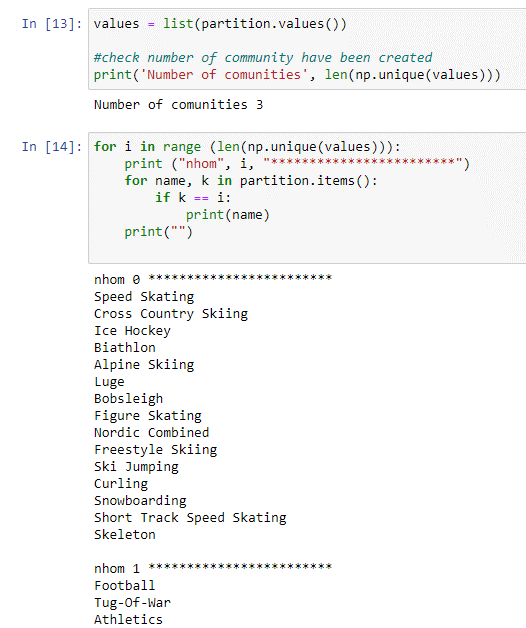 In [13]: values = list(partition.values())
#check number of community have been created
print('Number of comunities', len(np.unique(values)))
Number of comunities 3
In [14]: for i in range (len(np.unique(values))):
print ("nhom", i, "************************")
for name, k in partition.items():
if k == i:
print(name)
print("")
nhom 0 ************************
Speed Skating
Cross Country Skiing
Ice Hockey
Biathlon
Alpine Skiing
Luge
Bobsleigh
Figure Skating
Nordic Combined
Freestyle Skiing
Ski Jumping
Curling
Snowboarding
Short Track Speed Skating
Skeleton
nhom 1 ************************
Football
Tug-Of-War
Athletics